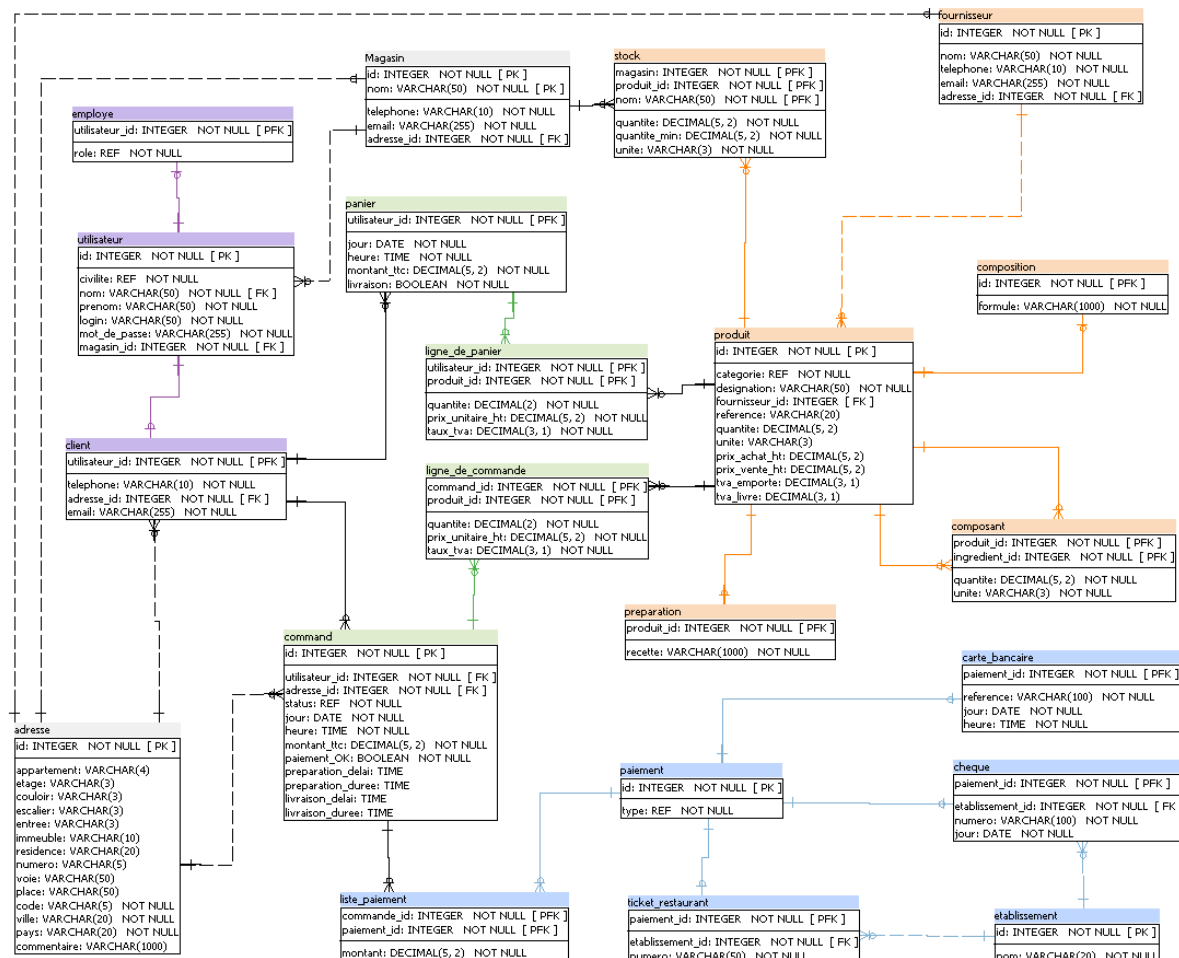 fournisseur
id: INTEGER NOT NULL [ PK ]
nom: VARCHAR(50) NOT NULL
telephone: VARCHAR(10) NOT NULL
email: VARCHAR(255) NOT NULL
adresse_id: INTEGER NOT NULL [ FK ]
Magasin
id: INTEGER NOT NULL [ PK ]
nom: VARCHAR(50) NOT NULL [ PK ]
telephone: VARCHAR(10) NOT NULL
email: VARCHAR(255) NOT NULL
adresse_id: INTEGER NOT NULL [ FK ]
stock
magasin: INTEGER NOT NULL [ PFK ]
produit_id: INTEGER NOT NULL [ PFK ]
nom: VARCHAR(50) NOT NULL [ PFK ]
quantite: DECIMAL(5, 2) NOT NULL
quantite_min: DECIMAL(5, 2) NOT NULL
unite: VARCHAR(3) NOT NULL
employe
utilisateur_id: INTEGER NOT NULL [ PFK ]
role: REF NOT NULL
panier
utilisateur_id: INTEGER NOT NULL [ PFK ]
jour: DATE NOT NULL
heure: TIME NOT NULL
montant_ttc: DECIMAL(5, 2) NOT NULL
livraison: BOOLEAN NOT NULL
utilisateur
id: INTEGER NOT NULL [ PK ]
civilite: REF NOT NULL
nom: VARCHAR(50) NOT NULL [ FK ]
prenom: VARCHAR(50) NOT NULL
login: VARCHAR(50) NOT NULL
mot_de_passe: VARCHAR(255) NOT NULL
magasin_id: INTEGER NOT NULL [ FK ]
composition
id: INTEGER NOT NULL [ PFK ]
formule: VARCHAR(1000) NOT NULL
produit
id: INTEGER NOT NULL [ PK ]
categorie: REF NOT NULL
designation: VARCHAR(50) NOT NULL
fournisseur_id: INTEGER [ FK ]
reference: VARCHAR(20)
quantite: DECIMAL(5, 2)
unite: VARCHAR(3)
prix_achat_ht: DECIMAL(5, 2)
prix_vente_ht: DECIMAL(5, 2)
tva_emporte: DECIMAL(3, 1)
tva_livre: DECIMAL(3, 1)
ligne_de_panier
utilisateur_id: INTEGER NOT NULL [ PFK ]
produit_id: INTEGER NOT NULL [ PFK ]
quantite: DECIMAL(2) NOT NULL
prix_unitaire_ht: DECIMAL(5, 2) NOT NULL
taux_tva: DECIMAL(3, 1) NOT NULL
client
utilisateur_id: INTEGER NOT NULL [ PFK ]
telephone: VARCHAR(10) NOT NULL
adresse_id: INTEGER NOT NULL [ FK ]
email: VARCHAR(255) NOT NULL
ligne_de_commande
command_id: INTEGER NOT NULL [ PFK ]
produit_id: INTEGER NOT NULL [ PFK ]
quantite: DECIMAL(2) NOT NULL
prix_unitaire_ht: DECIMAL(5, 2) NOT NULL
taux_tva: DECIMAL(3, 1) NOT NULL
composant
produit_id: INTEGER NOT NULL [ PFK ]
ingredient_id: INTEGER NOT NULL [ PFK ]
quantite: DECIMAL(5, 2) NOT NULL
unite: VARCHAR(3) NOT NULL
preparation
produit_id: INTEGER NOT NULL [ PFK ]
recette: VARCHAR(1000) NOT NULL
command
id: INTEGER NOT NULL [ PK ]
utilisateur_id: INTEGER NOT NULL [ FK ]
adresse_id: INTEGER NOT NULL [ FK ]
status: REF NOT NULL
jour: DATE NOT NULL
heure: TIME NOT NULL
montant_ttc: DECIMAL(5, 2) NOT NULL
paiement_OK: BOOLEAN NOT NULL
preparation_delai: TIME
preparation_duree: TIME
livraison_delai: TIME
livraison_duree: TIME
carte_bancaire
paiement_id: INTEGER NOT NULL [ PFK ]
reference: VARCHAR(100) NOT NULL
jour: DATE NOT NULL
heure: TIME NOT NULL
adresse
id: INTEGER NOT NULL [ PK ]
appartement: VARCHAR(4)
etage: VARCHAR(3)
couloir: VARCHAR(3)
escalier: VARCHAR(3)
entree: VARCHAR(3)
immeuble: VARCHAR(10)
residence: VARCHAR(20)
numero: VARCHAR(5)
voie: VARCHAR(50)
place: VARCHAR(50)
code: VARCHAR(5) NOT NULL
ville: VARCHAR(20) NOT NULL
pays: VARCHAR(20) NOT NULL
commentaire: VARCHAR(1000)
paiement
id: INTEGER NOT NULL [ PK ]
type: REF NOT NULL
cheque
paiement_id: INTEGER NOT NULL [ PFK ]
etablissement_id: INTEGER NOT NULL [ FK
numero: VARCHAR(100) NOT NULL
jour: DATE NOT NULL
liste_paiement
commande_id: INTEGER NOT NULL [ PFK ]
paiement_id: INTEGER NOT NULL [ PFK ]
montant: DECIMAL(5, 2) NOT NULL
ticket_restaurant
paiement_id: INTEGER NOT NULL [ PFK ]
etablissement_id: INTEGER NOT NULL [ FK ]
numero: VARCHAR(50) NOT NULL
etablissement
id: INTEGER NOT NULL [ PK ]
nom: VARCHAR(20) NOT NULL